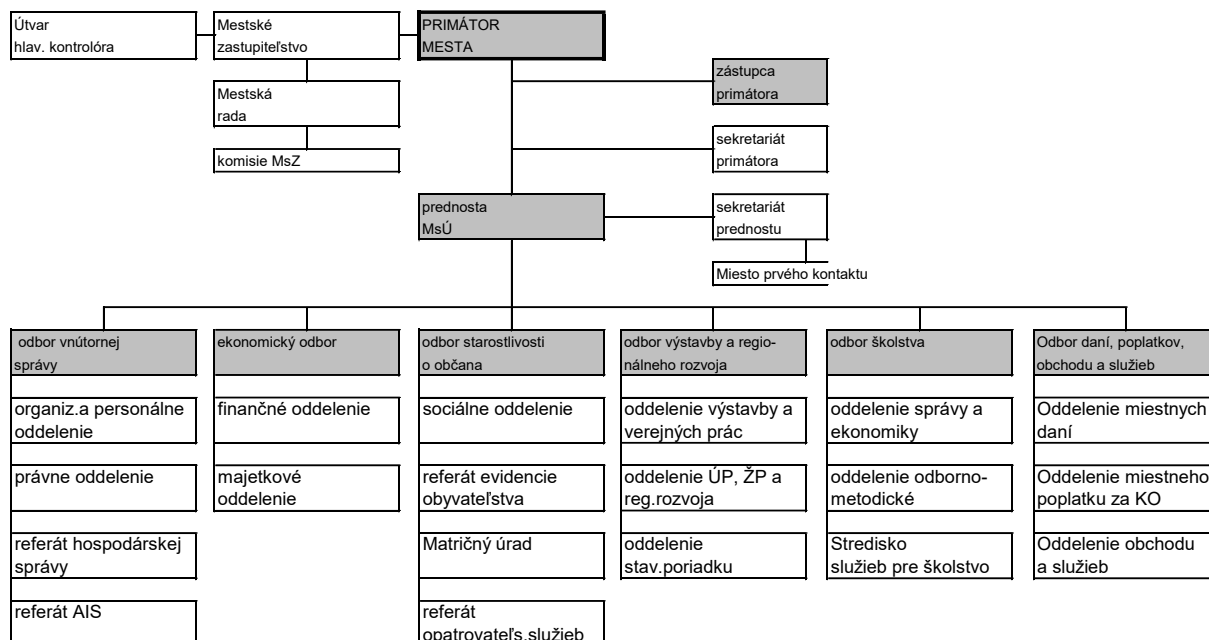 Útvar
hlav. kontrolóra
Mestské
zastupiteľstvo
PRIMÁTOR
MESTA
zástupca
primátora
Mestská
rada
sekretariát
primátora
komisie MsZ
prednosta
MsÚ
sekretariát
prednostu
Miesto prvého kontaktu
odbor vnútornej
správy
ekonomický odbor
odbor starostlivosti
o občana
odbor výstavby a regio-
nálneho rozvoja
odbor školstva
Odbor daní, poplatkov,
obchodu a služieb
organiz.a personálne
oddelenie
finančné oddelenie
sociálne oddelenie
oddelenie výstavby a
verejných prác
oddelenie správy a
ekonomiky
Oddelenie miestnych
daní
právne oddelenie
majetkové
oddelenie
referát evidencie
obyvateľstva
oddelenie ÚP, ŽP a
reg.rozvoja
oddelenie odborno-
metodické
Oddelenie miestneho
poplatku za KO
referát hospodárskej
správy
Matričný úrad
oddelenie
stav.poriadku
Stredisko
služieb pre školstvo
Oddelenie obchodu
a služieb
referát AIS
referát
opatrovateľs.služieb